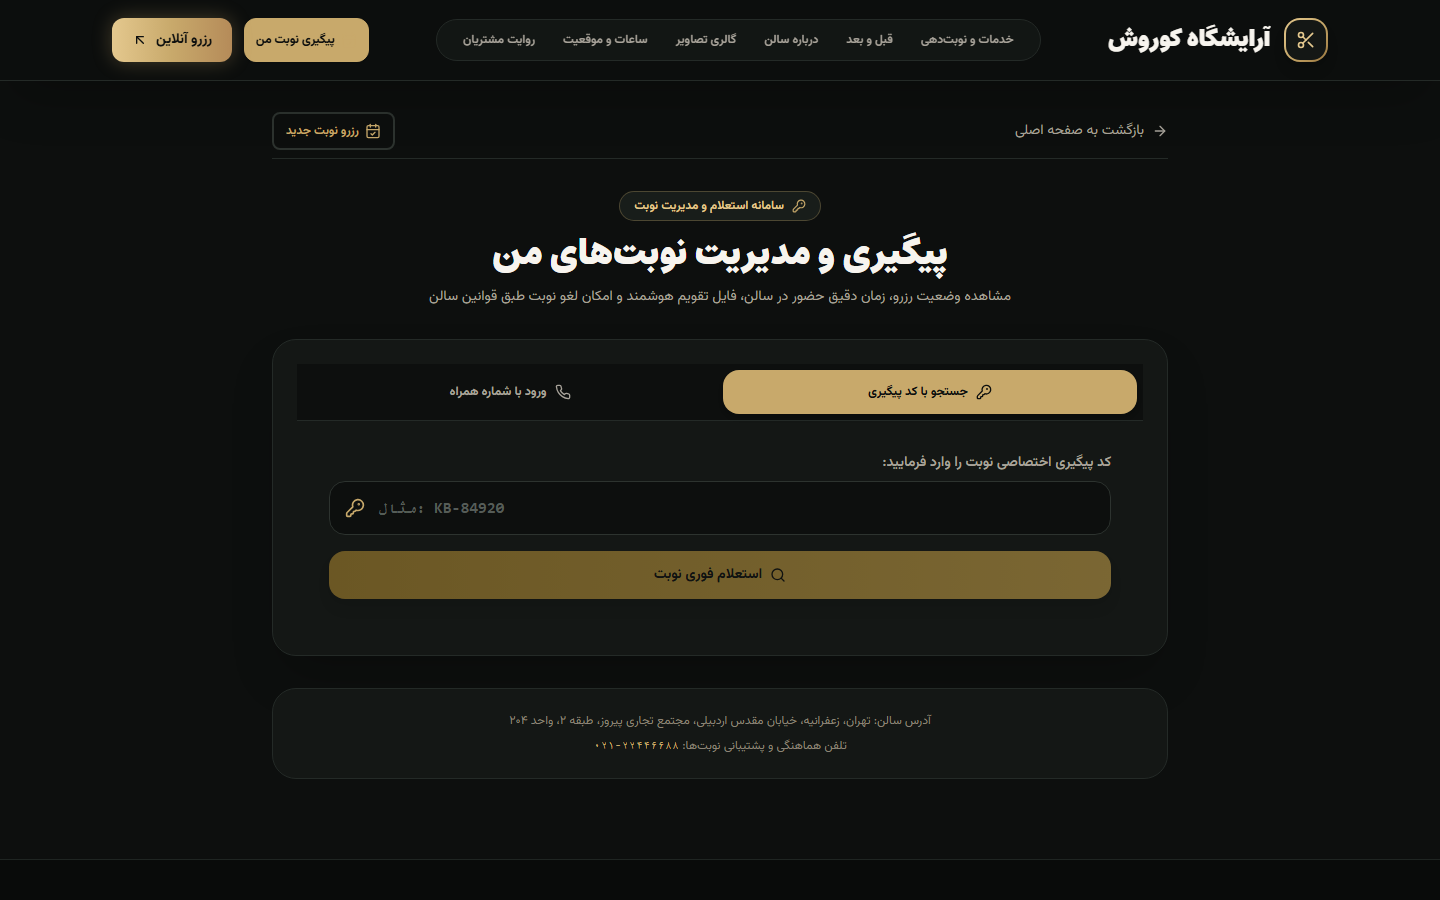 آرایشگاه کوروش
خدمات و نوبت‌دهی
قبل و بعد
درباره سالن
گالری تصاویر
ساعات و موقعیت
روایت مشتریان
پیگیری نوبت من
رزرو آنلاین
بازگشت به صفحه اصلی
رزرو نوبت جدید
سامانه استعلام و مدیریت نوبت
پیگیری و مدیریت نوبت‌های من
مشاهده وضعیت رزرو، زمان دقیق حضور در سالن، فایل تقویم هوشمند و امکان لغو نوبت طبق قوانین سالن
جستجو با کد پیگیری
ورود با شماره همراه
کد پیگیری اختصاصی نوبت را وارد فرمایید:
مثال: KB-84920
استعلام فوری نوبت
آدرس سالن: تهران، زعفرانیه، خیابان مقدس اردبیلی، مجتمع تجاری پیروز، طبقه ۲، واحد ۲۰۴
تلفن هماهنگی و پشتیبانی نوبت‌ها: ۰۲۱-۲۲۴۴۶۶۸۸